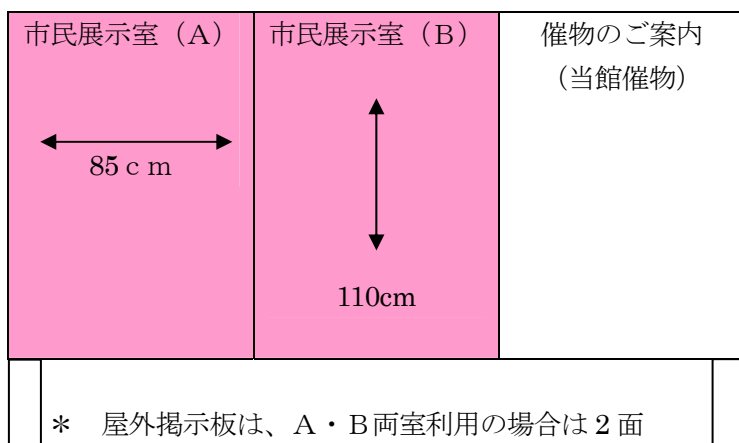 市民展示室（A）
85ｃｍ
市民展示室（B）
110cm
催物のご案内
（当館催物）
＊　屋外掲示板は、A・B両室利用の場合は2面